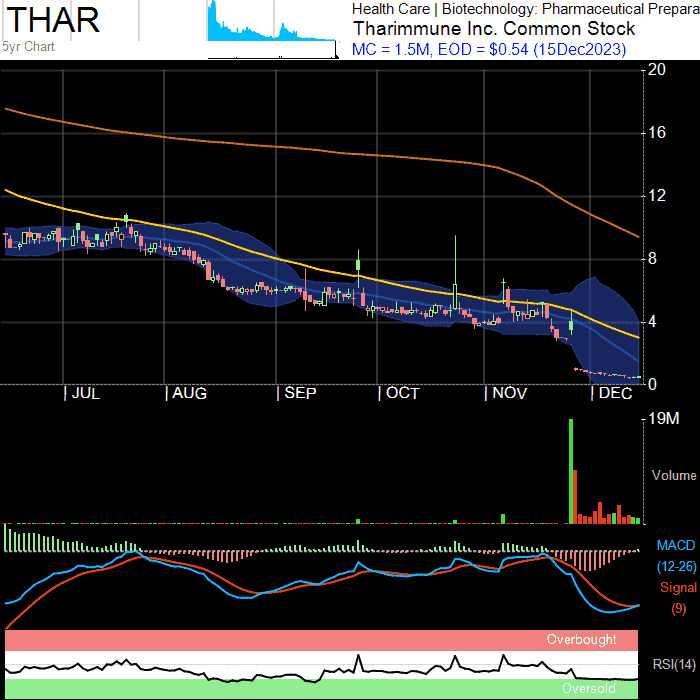 THAR
5yr Chart
Health Care | Biotechnology: Pharmaceutical Prepara
Tharimmune Inc. Common Stock
MC = 1.5M, EOD = $0.54 (15Dec2023)
20
16
12
8
4
0
| JUL
| AUG
| SEP
| OCT
| NOV
| DEC
19M
Volume
MACD
(12-26)
Signal
(9)
Overbought
RSI(14)
Oversold